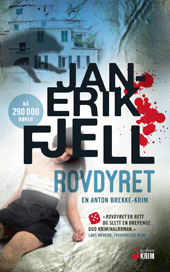 NÅ
290 000
BØKER
JAN-
ERIK
FJELL
ROVDYRET
EN ANTON BREKKE-KRIM
«ROVDYRET ER RETT
OG SLETT EN DREPENDE
GOD KRIMINALROMAN.»
KRIM